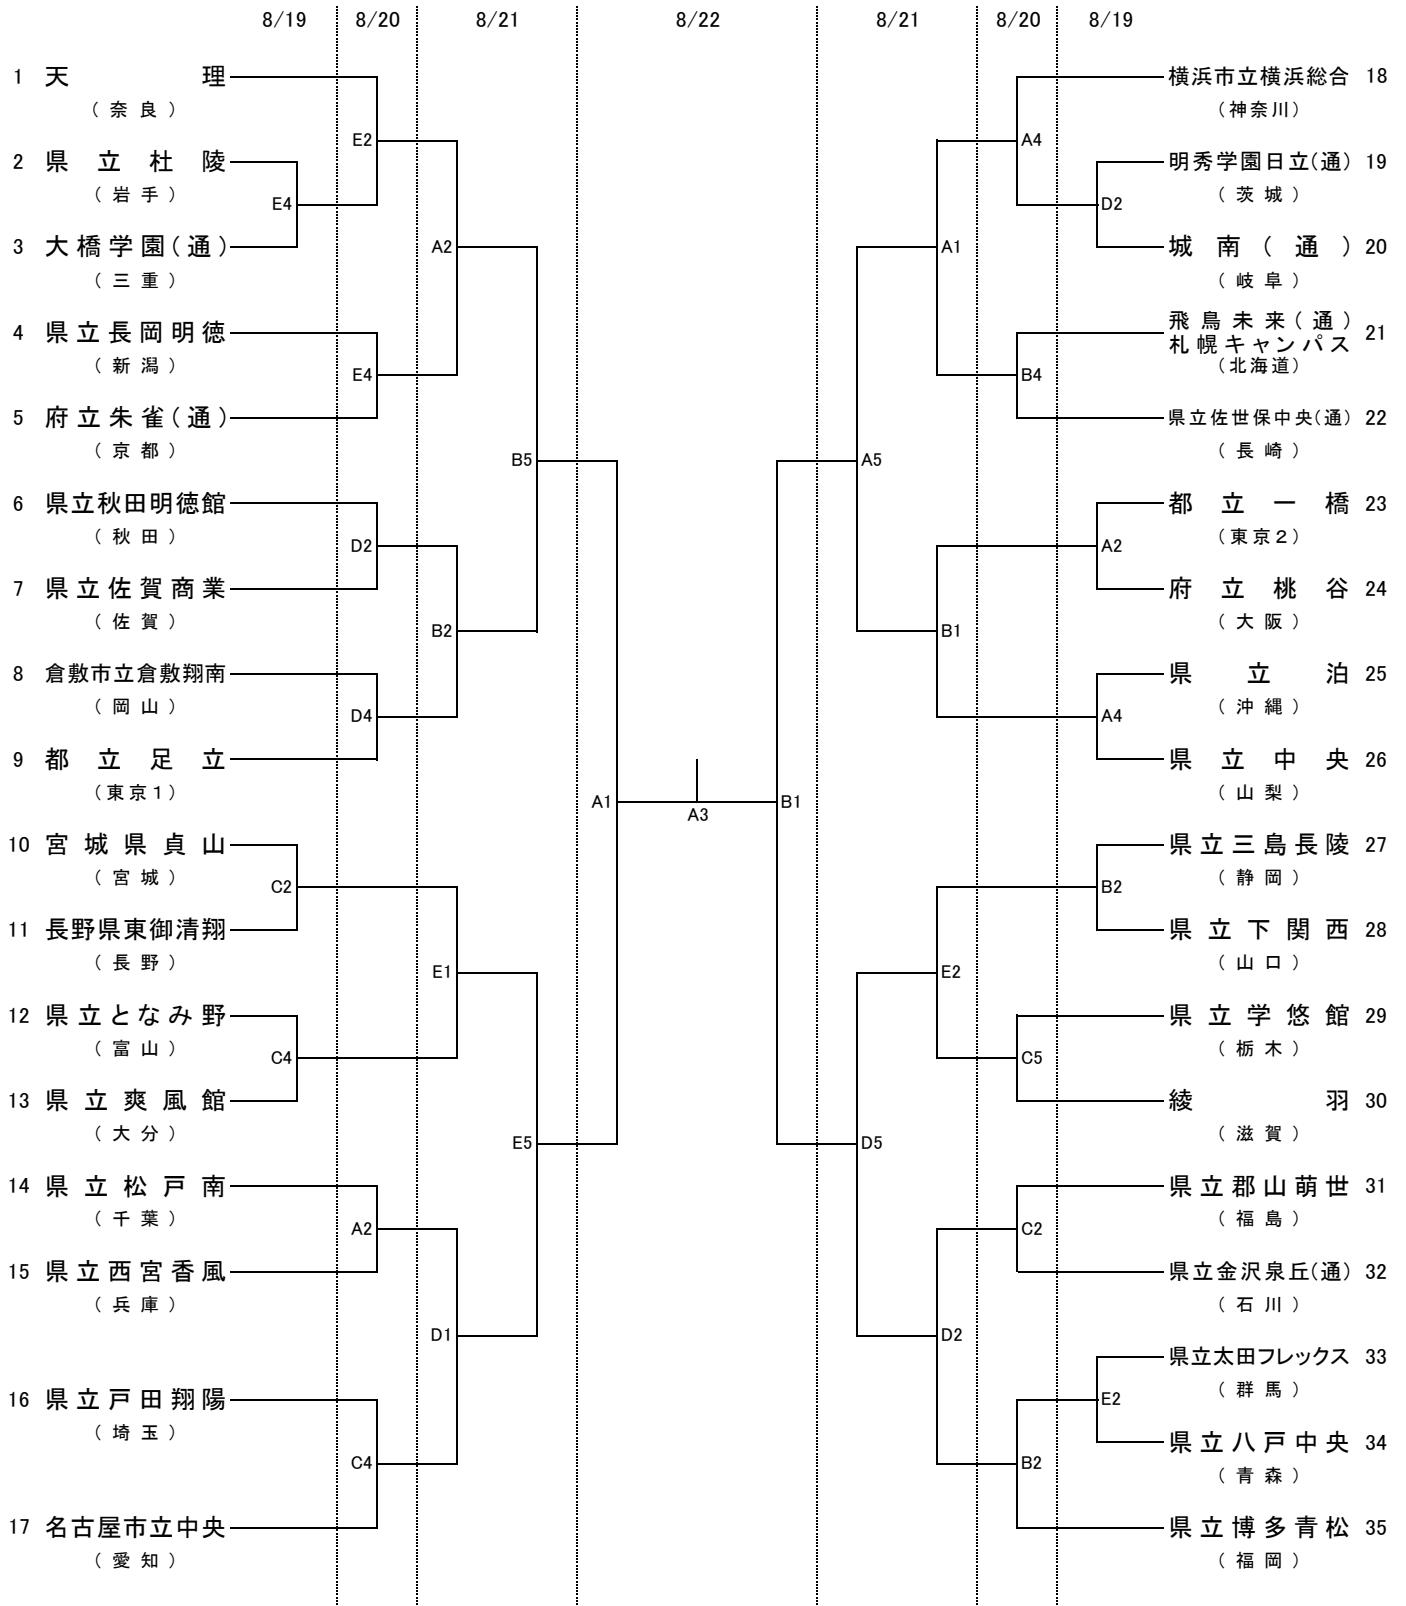 8/19 8/20 8/21 8/22 8/21 8/20 8/19
1 天理
(奈良)
E2
2 県立杜陵
(岩手)
E4
3 大橋学園(通)
(三重)
A2
4 県立長岡明徳
(新潟)
E4
5 府立朱雀(通)
(京都)
B5
6 県立秋田明徳館
(秋田)
D2
7 県立佐賀商業
(佐賀)
B2
8 倉敷市立倉敷翔南
(岡山)
D4
9 都立足立
(東京1)
A1
10 宮城県貞山
(宮城)
C2
11 長野県東御清翔
(長野)
E1
12 県立となみ野
(富山)
C4
13 県立爽風館
(大分)
E5
14 県立松戸南
(千葉)
A2
15 県立西宮香風
(兵庫)
D1
16 県立戸田翔陽
(埼玉)
C4
17 名古屋市立中央
(愛知)
A3
横浜市立横浜総合 18
(神奈川)
A4
明秀学園日立(通) 19
(茨城)
D2
城南(通) 20
(岐阜)
A1
飛鳥未来(通)
札幌キャンパス 21
(北海道)
B4
県立佐世保中央(通) 22
(長崎)
A5
都立一橋 23
(東京2)
A2
府立桃谷 24
(大阪)
B1
県立泊 25
(沖縄)
A4
県立中央 26
(山梨)
B1
県立三島長陵 27
(静岡)
B2
県立下関西 28
(山口)
E2
県立学悠館 29
(栃木)
C5
綾羽 30
(滋賀)
D5
県立郡山萌世 31
(福島)
C2
県立金沢泉丘(通) 32
(石川)
D2
県立太田フレックス 33
(群馬)
E2
県立八戸中央 34
(青森)
B2
県立博多青松 35
(福岡)